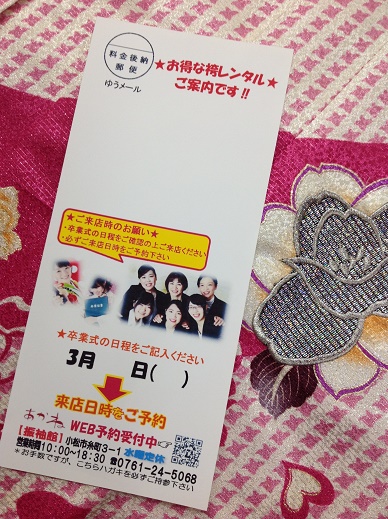 料金後納
郵便
ゆうメール
★お得な袴レンタル★
ご案内です!!
★ご来店時のお願い★
・卒業式の日程をご確認の上ご来店ください
・必ずご来店日時をご予約下さい
★卒業式の日程をご記入ください
3月　　日(　　)
来店日時をご予約
あかね WEB予約受付中☞
【振袖館】小松市糸町3-1 水曜定休
営業時間10:00~18:30 ☎0761-24-5068
*お手数ですが、こちらハガキを必ずご持参下さい